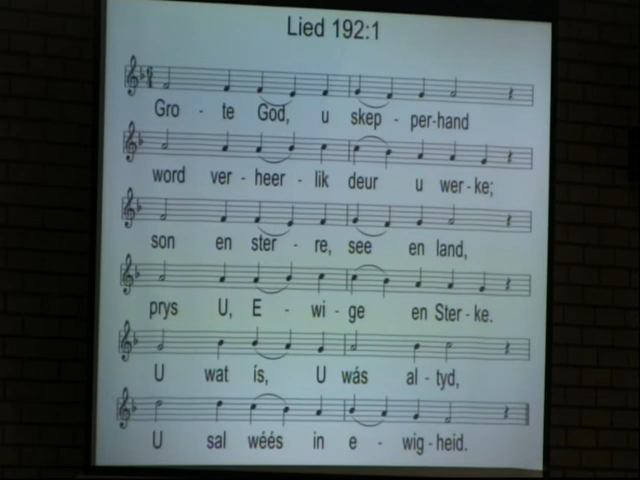 Lied 192:1
Gro - te God, u skep - per-hand
word ver - heer - lik deur u wer - ke;
son en ster - re, see en land,
prys U, E - wi - ge en Ster - ke.
U wat ís, U wás al - tyd,
U sal wéés in e - wig - heid.